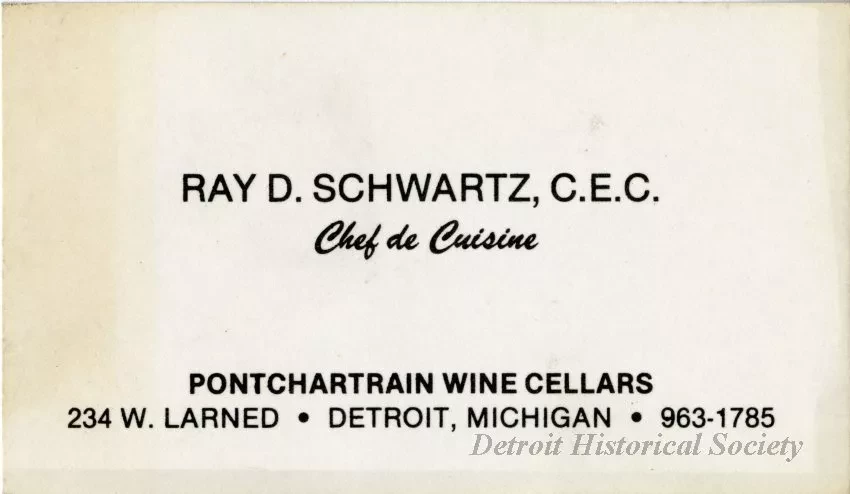 RAY D. SCHWARTZ, C.E.C.
Chef de Cuisine
PONTCHARTRAIN WINE CELLARS
234 W. LARNED • DETROIT, MICHIGAN • 963-1785
Detroit Historical Society